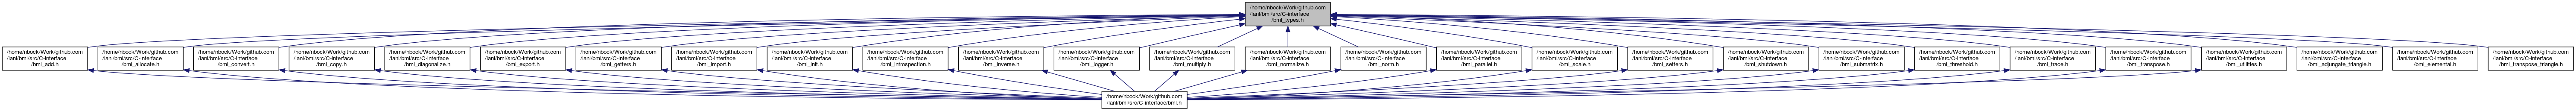 /home/nbock/Work/github.com
/lanl/bml/src/C-interface
/bml_types.h
/home/nbock/Work/github.com
/lanl/bml/src/C-interface
/bml_add.h
/home/nbock/Work/github.com
/lanl/bml/src/C-interface
/bml_allocate.h
/home/nbock/Work/github.com
/lanl/bml/src/C-interface
/bml_convert.h
/home/nbock/Work/github.com
/lanl/bml/src/C-interface
/bml_copy.h
/home/nbock/Work/github.com
/lanl/bml/src/C-interface
/bml_diagonalize.h
/home/nbock/Work/github.com
/lanl/bml/src/C-interface
/bml_export.h
/home/nbock/Work/github.com
/lanl/bml/src/C-interface
/bml_getters.h
/home/nbock/Work/github.com
/lanl/bml/src/C-interface
/bml_import.h
/home/nbock/Work/github.com
/lanl/bml/src/C-interface
/bml_init.h
/home/nbock/Work/github.com
/lanl/bml/src/C-interface
/bml_introspection.h
/home/nbock/Work/github.com
/lanl/bml/src/C-interface
/bml_inverse.h
/home/nbock/Work/github.com
/lanl/bml/src/C-interface
/bml_logger.h
/home/nbock/Work/github.com
/lanl/bml/src/C-interface
/bml_multiply.h
/home/nbock/Work/github.com
/lanl/bml/src/C-interface
/bml_normalize.h
/home/nbock/Work/github.com
/lanl/bml/src/C-interface
/bml_norm.h
/home/nbock/Work/github.com
/lanl/bml/src/C-interface
/bml_parallel.h
/home/nbock/Work/github.com
/lanl/bml/src/C-interface
/bml_scale.h
/home/nbock/Work/github.com
/lanl/bml/src/C-interface
/bml_setters.h
/home/nbock/Work/github.com
/lanl/bml/src/C-interface
/bml_shutdown.h
/home/nbock/Work/github.com
/lanl/bml/src/C-interface
/bml_submatrix.h
/home/nbock/Work/github.com
/lanl/bml/src/C-interface
/bml_threshold.h
/home/nbock/Work/github.com
/lanl/bml/src/C-interface
/bml_trace.h
/home/nbock/Work/github.com
/lanl/bml/src/C-interface
/bml_transpose.h
/home/nbock/Work/github.com
/lanl/bml/src/C-interface
/bml_utilities.h
/home/nbock/Work/github.com
/lanl/bml/src/C-interface
/bml_adjungate_triangle.h
/home/nbock/Work/github.com
/lanl/bml/src/C-interface
/bml_elemental.h
/home/nbock/Work/github.com
/lanl/bml/src/C-interface
/bml_transpose_triangle.h
/home/nbock/Work/github.com
/lanl/bml/src/C-interface/bml.h